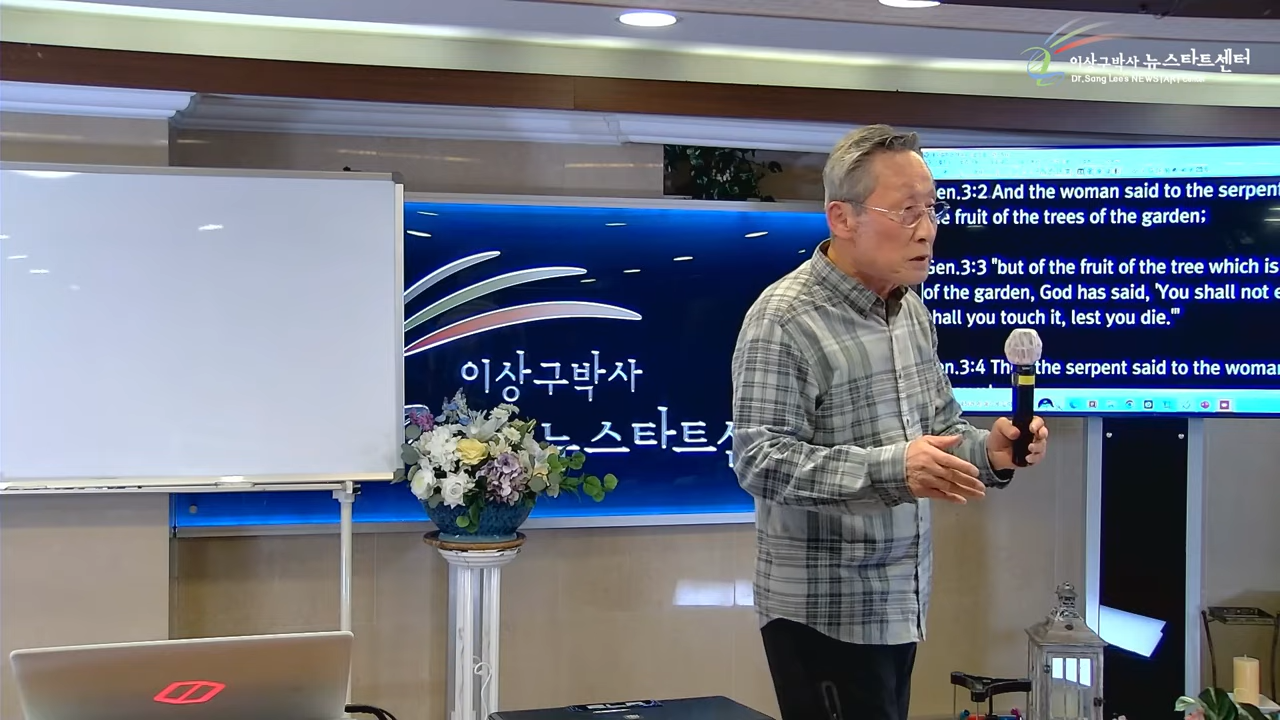 이상구박사 뉴스타트센터
Dr.Sang Lee's NEWSTART Center
이상구박사
뉴스타트센
Gen.3:2 And the woman said to the serpent
e fruit of the trees of the garden;
Gen.3:3 "but of the fruit of the tree which is
of the garden, God has said, 'You shall not e
hall you touch it, lest you die.'"
en.3:4 The the serpent said to the woman